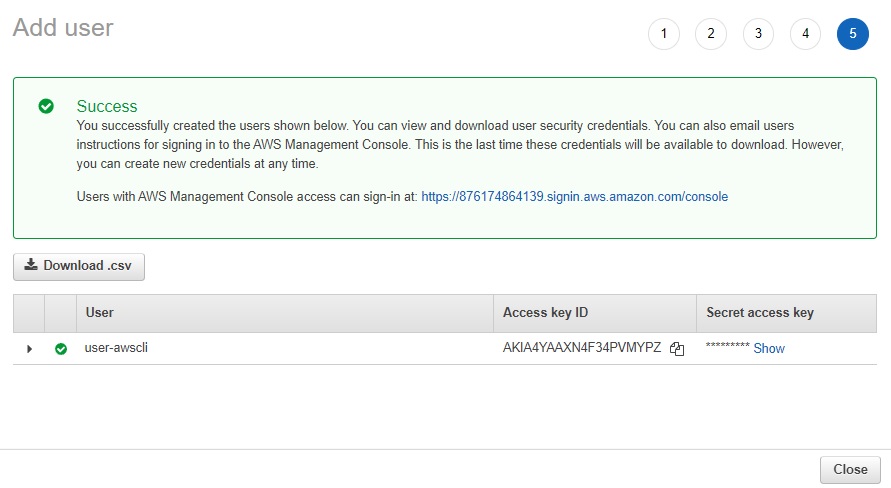 Add user
1 2 3 4 5
Success
You successfully created the users shown below. You can view and download user security credentials. You can also email users
instructions for signing in to the AWS Management Console. This is the last time these credentials will be available to download. However,
you can create new credentials at any time.
Users with AWS Management Console access can sign-in at: https://876174864139.signin.aws.amazon.com/console
Download .csv
User Access key ID Secret access key
user-awscli AKIA4YAAXN4F34PVMYPZ ********* Show
Close